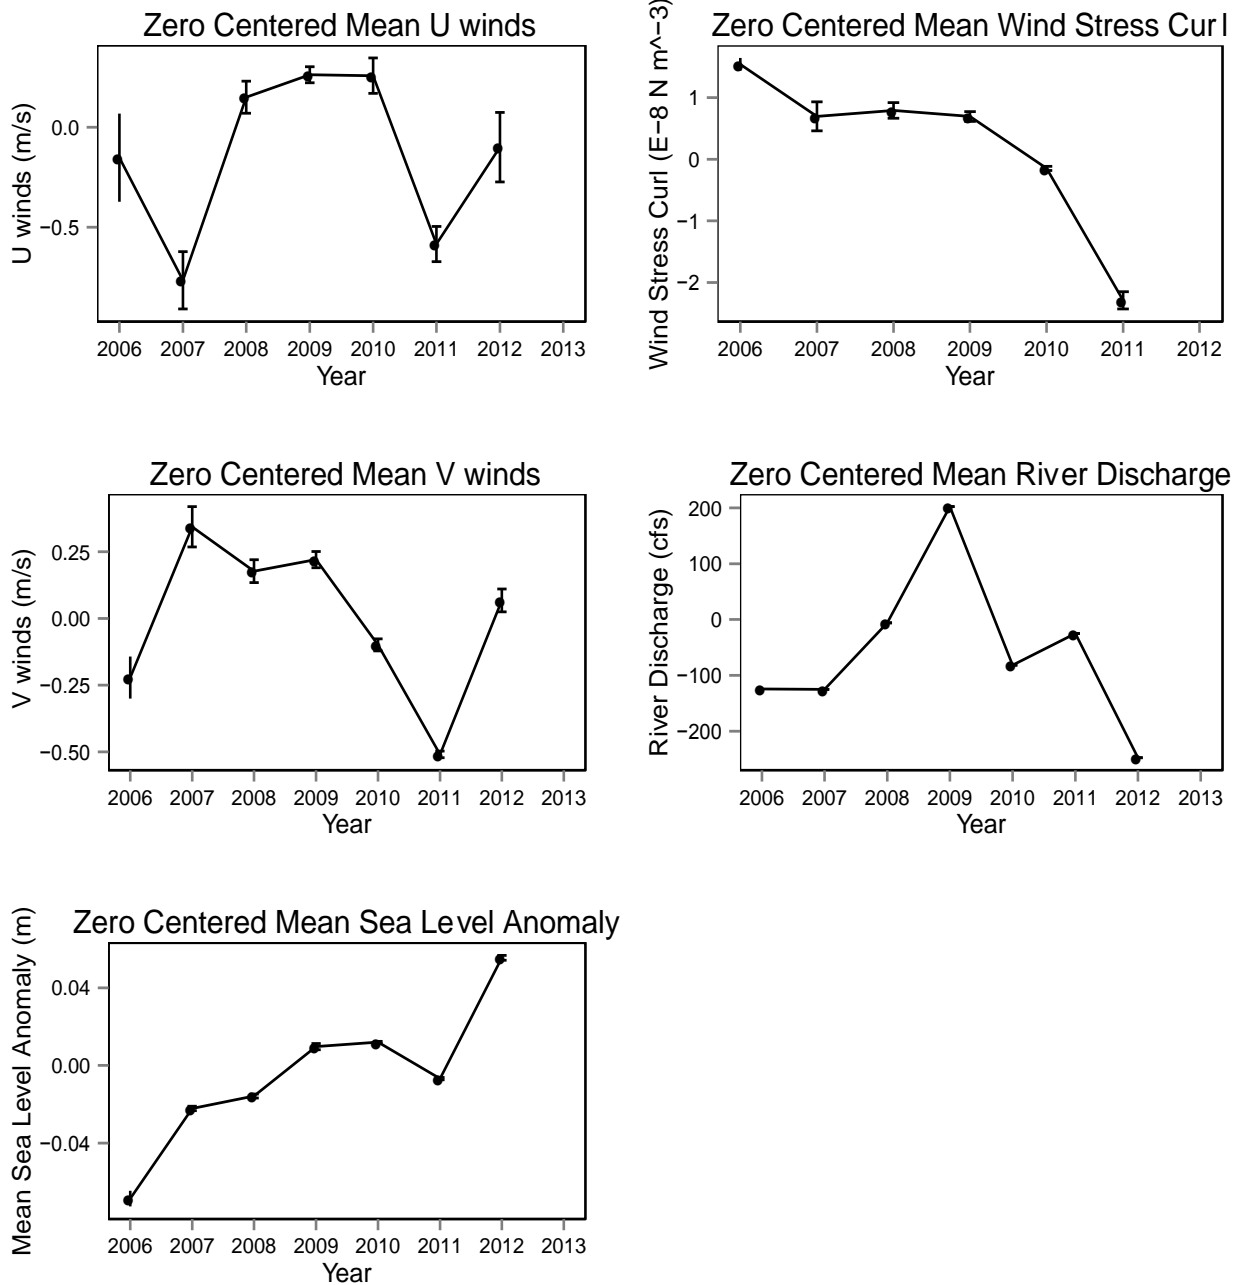 Zero Centered Mean U winds
U winds (m/s)
0.0
−0.5
2006 2007 2008 2009 2010 2011 2012 2013
Year
Zero Centered Mean Wind Stress Curl
Wind Stress Curl (E−8 N m^−3)
1
0
−1
−2
2006 2007 2008 2009 2010 2011 2012
Year
Zero Centered Mean V winds
V winds (m/s)
0.25
0.00
−0.25
−0.50
2006 2007 2008 2009 2010 2011 2012 2013
Year
Zero Centered Mean River Discharge
River Discharge (cfs)
200
100
0
−100
−200
2006 2007 2008 2009 2010 2011 2012 2013
Year
Zero Centered Mean Sea Level Anomaly
Mean Sea Level Anomaly (m)
0.04
0.00
−0.04
2006 2007 2008 2009 2010 2011 2012 2013
Year